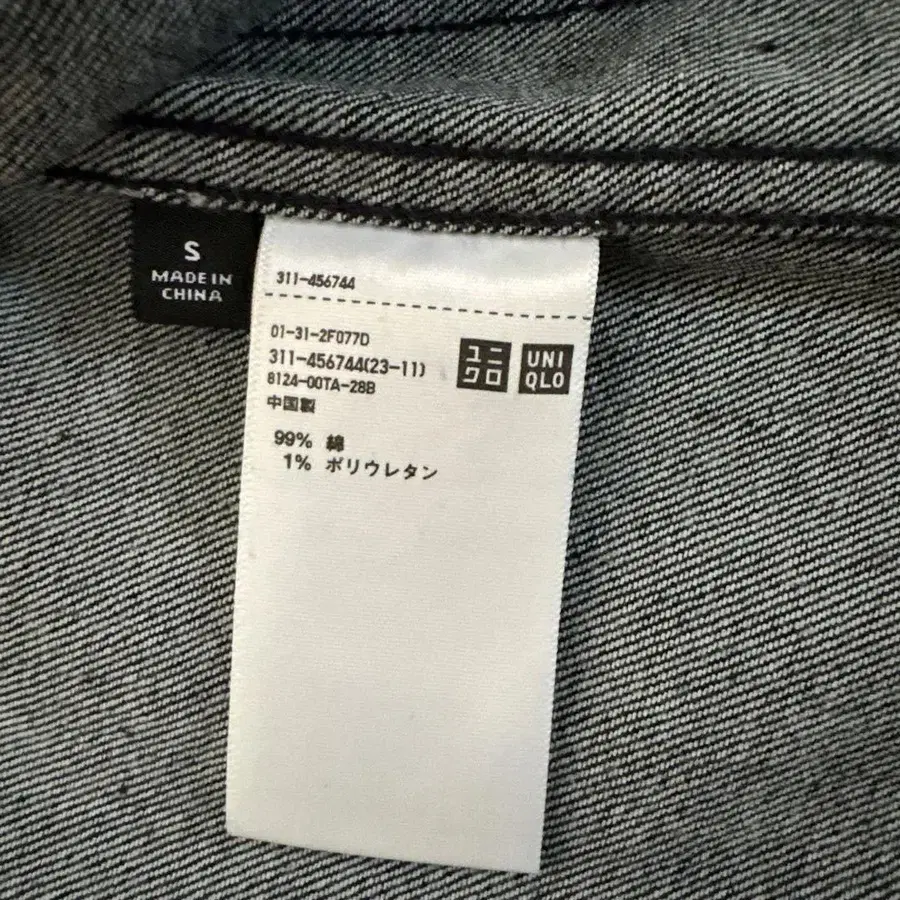 S
MADE IN
CHINA
311-456744
01-31-2F077D
311-456744(23-11)
8124-00TA-28B
中国製
ユニ
クロ
UNI
QLO
99% 綿
1% ポリウレタン